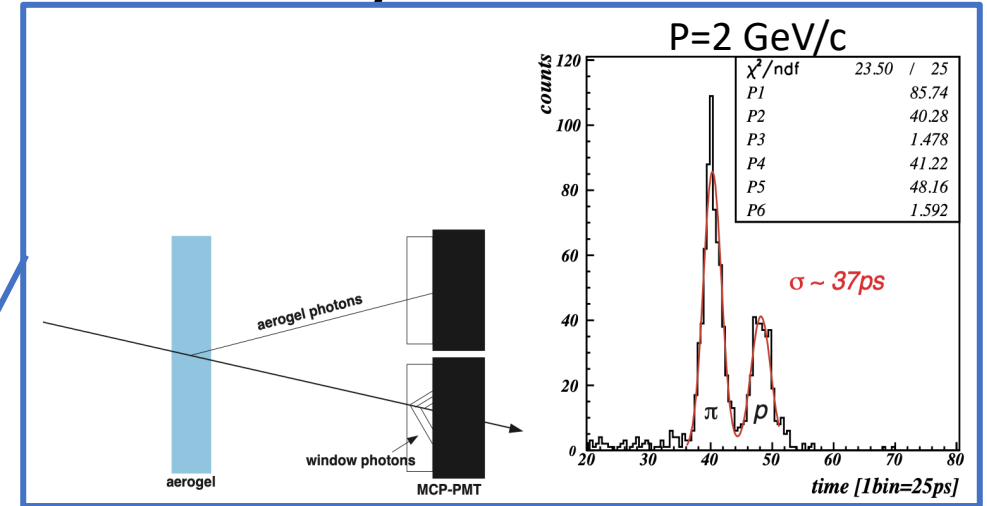 P=2 GeV/c
counts
120
100
80
60
40
20
0
χ²/ndf 23.50 / 25
P1 85.74
P2 40.28
P3 1.478
P4 41.22
P5 48.16
P6 1.592
σ ~ 37ps
π p
20 30 40 50 60 70 80
time [1bin=25ps]
aerogel photons
window photons
aerogel
MCP-PMT